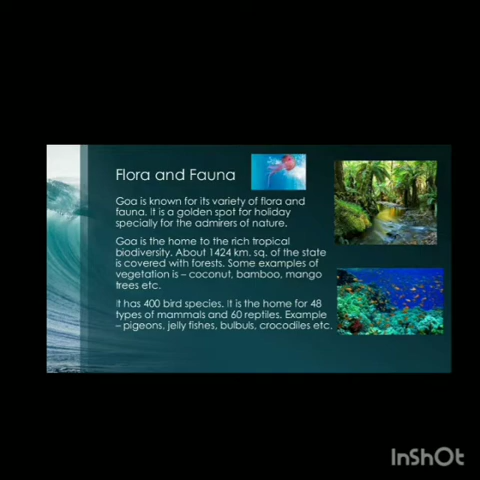 Flora and Fauna
Goa is known for its variety of flora and
fauna. It is a golden spot for holiday
specially for the admirers of nature.
Goa is the home to the rich tropical
biodiversity. About 1424 km. sq. of the state
is covered with forests. Some examples of
vegetation is – coconut, bamboo, mango
trees etc.
It has 400 bird species. It is the home for 48
types of mammals and 60 reptiles. Example
– pigeons, jelly fishes, bulbuls, crocodiles etc.
InShOt